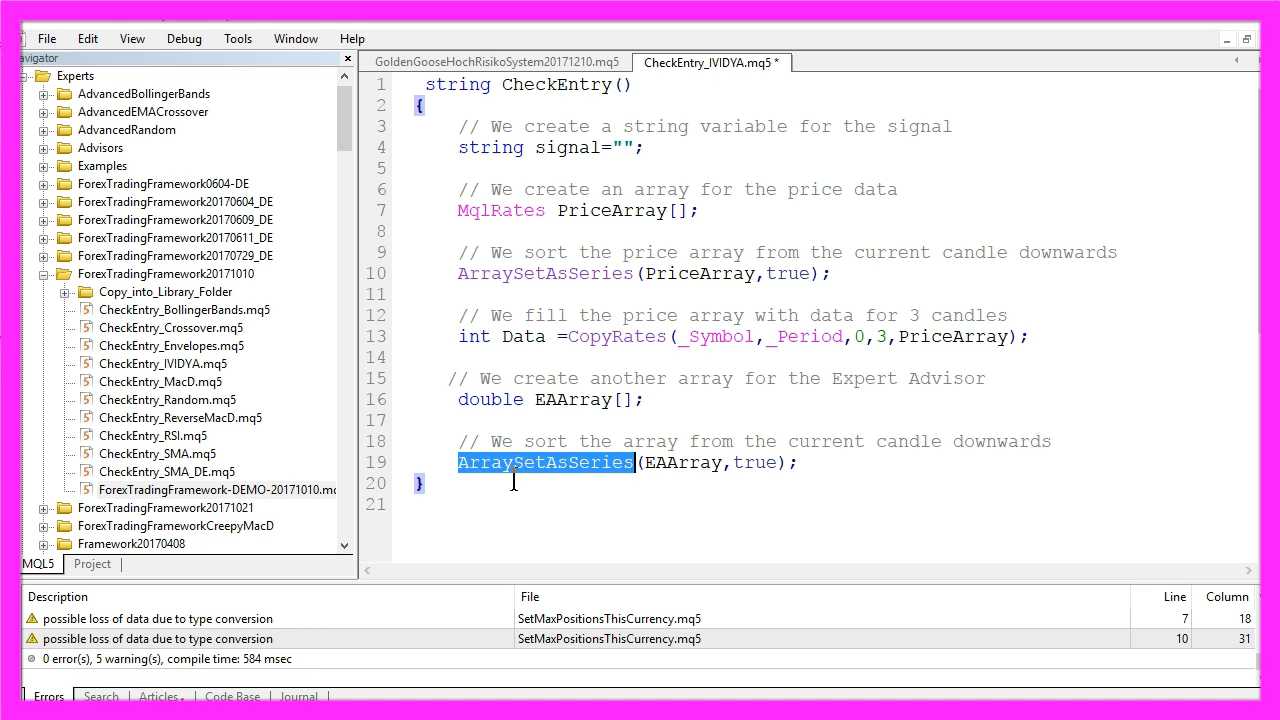 File Edit View Debug Tools Window Help
avigator
Experts
AdvancedBollingerBands
AdvancedEMACrossover
AdvancedRandom
Advisors
Examples
ForexTradingFramework0604-DE
ForexTradingFramework20170604_DE
ForexTradingFramework20170609_DE
ForexTradingFramework20170611_DE
ForexTradingFramework20170729_DE
ForexTradingFramework20171010
Copy_into_Library_Folder
CheckEntry_BollingerBands.mq5
CheckEntry_Crossover.mq5
CheckEntry_Envelopes.mq5
CheckEntry_IVIDYA.mq5
CheckEntry_MacD.mq5
CheckEntry_Random.mq5
CheckEntry_ReverseMacD.mq5
CheckEntry_RSI.mq5
CheckEntry_SMA.mq5
CheckEntry_SMA_DE.mq5
ForexTradingFramework-DEMO-20171010.mq
ForexTradingFramework20171021
ForexTradingFrameworkCreepyMacD
Framework20170408
MQL5 Project
GoldenGooseHochRisikoSystem20171210.mq5 CheckEntry_IVIDYA.mq5 *
1 string CheckEntry()
2 {
3 // We create a string variable for the signal
4 string signal="";
5
6 // We create an array for the price data
7 MqlRates PriceArray[];
8
9 // We sort the price array from the current candle downwards
10 ArraySetAsSeries(PriceArray,true);
11
12 // We fill the price array with data for 3 candles
13 int Data =CopyRates(_Symbol,_Period,0,3,PriceArray);
14
15 // We create another array for the Expert Advisor
16 double EAArray[];
17
18 // We sort the array from the current candle downwards
19 ArraySetAsSeries(EAArray,true);
20 }
21
Description File Line Column
possible loss of data due to type conversion SetMaxPositionsThisCurrency.mq5 7 18
possible loss of data due to type conversion SetMaxPositionsThisCurrency.mq5 10 31
0 error(s), 5 warning(s), compile time: 584 msec
Errors Search Articles Code Base Journal